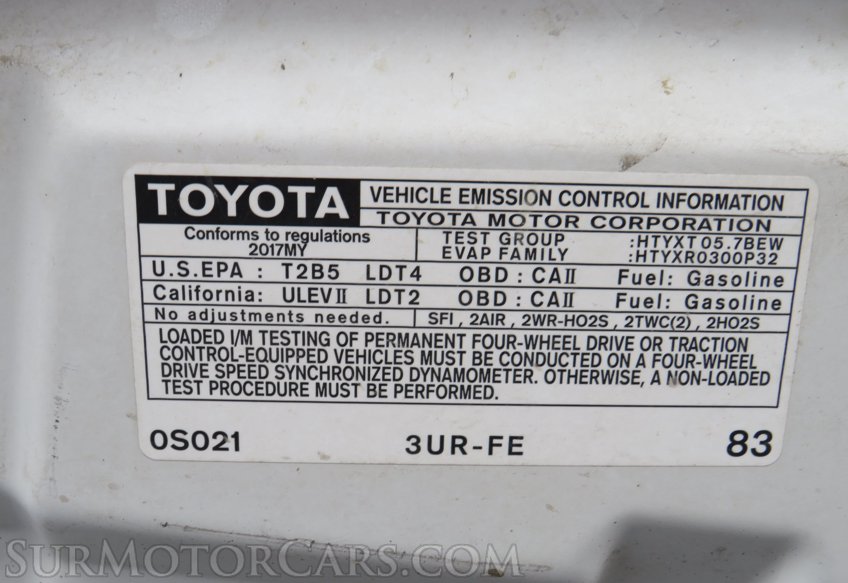 TOYOTA VEHICLE EMISSION CONTROL INFORMATION
TOYOTA MOTOR CORPORATION
Conforms to regulations
2017MY
TEST GROUP :HTYXT05.7BEW
EVAP FAMILY :HTYXR0300P32
U.S.EPA : T2B5 LDT4 OBD : CAII Fuel: Gasoline
California: ULEVII LDT2 OBD : CAII Fuel: Gasoline
No adjustments needed. SFI , 2AIR , 2WR-HO2S , 2TWC(2) , 2HO2S
LOADED I/M TESTING OF PERMANENT FOUR-WHEEL DRIVE OR TRACTION
CONTROL-EQUIPPED VEHICLES MUST BE CONDUCTED ON A FOUR-WHEEL
DRIVE SPEED SYNCHRONIZED DYNAMOMETER. OTHERWISE, A NON-LOADED
TEST PROCEDURE MUST BE PERFORMED.
0S021 3UR-FE 83
SURMOTORCARS.COM